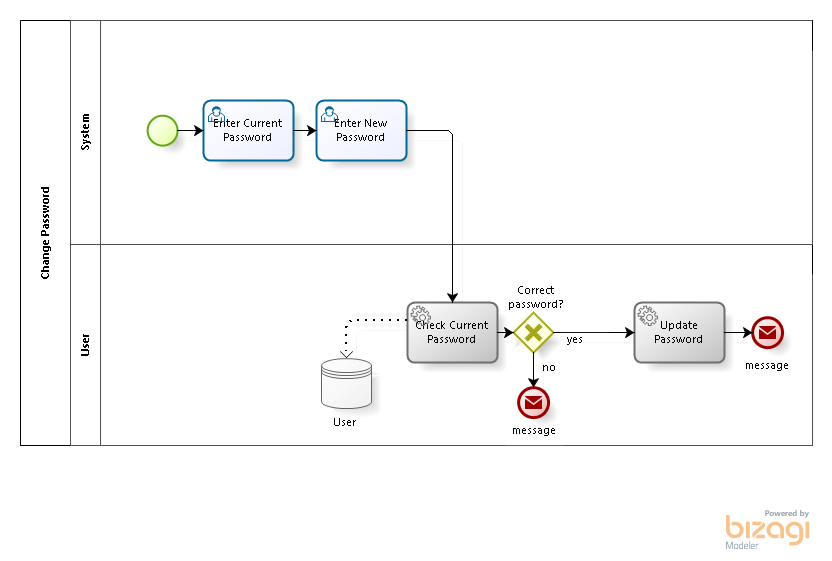 Change Password
System
Enter Current
Password
Enter New
Password
User
Check Current
Password
Correct
password?
yes
no
Update
Password
message
message
User
Powered by
bizagi
Modeler